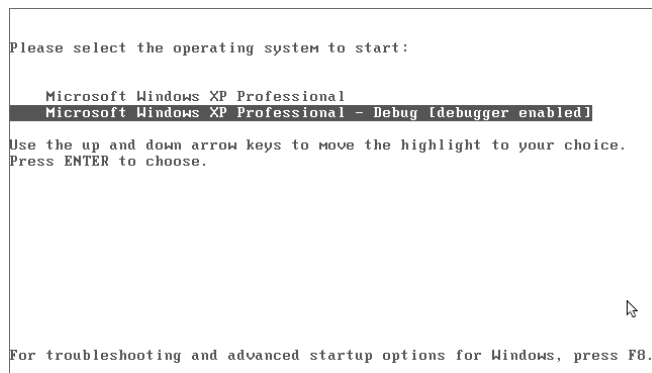 Please select the operating system to start:
Microsoft Windows XP Professional
Microsoft Windows XP Professional - Debug [debugger enabled]
Use the up and down arrow keys to move the highlight to your choice.
Press ENTER to choose.
For troubleshooting and advanced startup options for Windows, press F8.